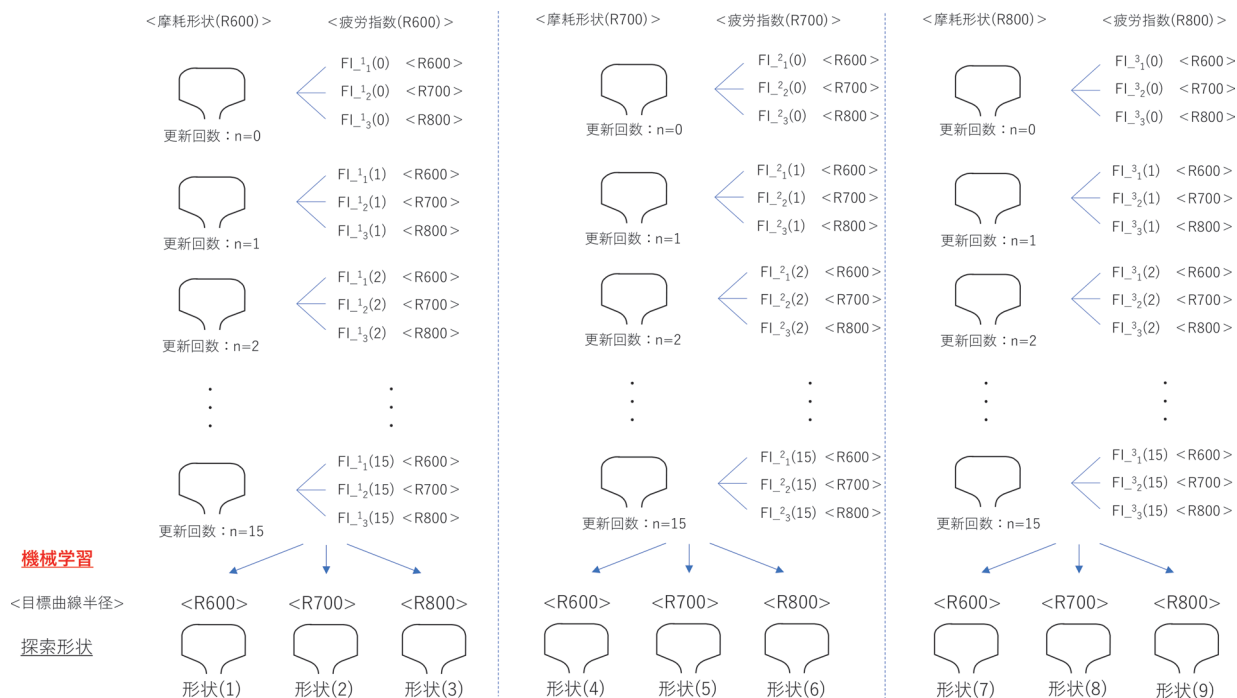 <摩耗形状(R600)>
<疲労指数(R600)>
FI_¹₁(0) <R600>
FI_¹₂(0) <R700>
FI_¹₃(0) <R800>
更新回数：n=0
FI_¹₁(1) <R600>
FI_¹₂(1) <R700>
FI_¹₃(1) <R800>
更新回数：n=1
FI_¹₁(2) <R600>
FI_¹₂(2) <R700>
FI_¹₃(2) <R800>
更新回数：n=2
FI_¹₁(15) <R600>
FI_¹₂(15) <R700>
FI_¹₃(15) <R800>
更新回数：n=15
<摩耗形状(R700)>
<疲労指数(R700)>
FI_²₁(0) <R600>
FI_²₂(0) <R700>
FI_²₃(0) <R800>
更新回数：n=0
FI_²₁(1) <R600>
FI_²₂(1) <R700>
FI_²₃(1) <R800>
更新回数：n=1
FI_²₁(2) <R600>
FI_²₂(2) <R700>
FI_²₃(2) <R800>
更新回数：n=2
FI_²₁(15) <R600>
FI_²₂(15) <R700>
FI_²₃(15) <R800>
更新回数：n=15
<摩耗形状(R800)>
<疲労指数(R800)>
FI_³₁(0) <R600>
FI_³₂(0) <R700>
FI_³₃(0) <R800>
更新回数：n=0
FI_³₁(1) <R600>
FI_³₂(1) <R700>
FI_³₃(1) <R800>
更新回数：n=1
FI_³₁(2) <R600>
FI_³₂(2) <R700>
FI_³₃(2) <R800>
更新回数：n=2
FI_³₁(15) <R600>
FI_³₂(15) <R700>
FI_³₃(15) <R800>
更新回数：n=15
機械学習
<目標曲線半径> <R600> <R700> <R800> <R600> <R700> <R800> <R600> <R700> <R800>
探索形状
形状(1) 形状(2) 形状(3) 形状(4) 形状(5) 形状(6) 形状(7) 形状(8) 形状(9)